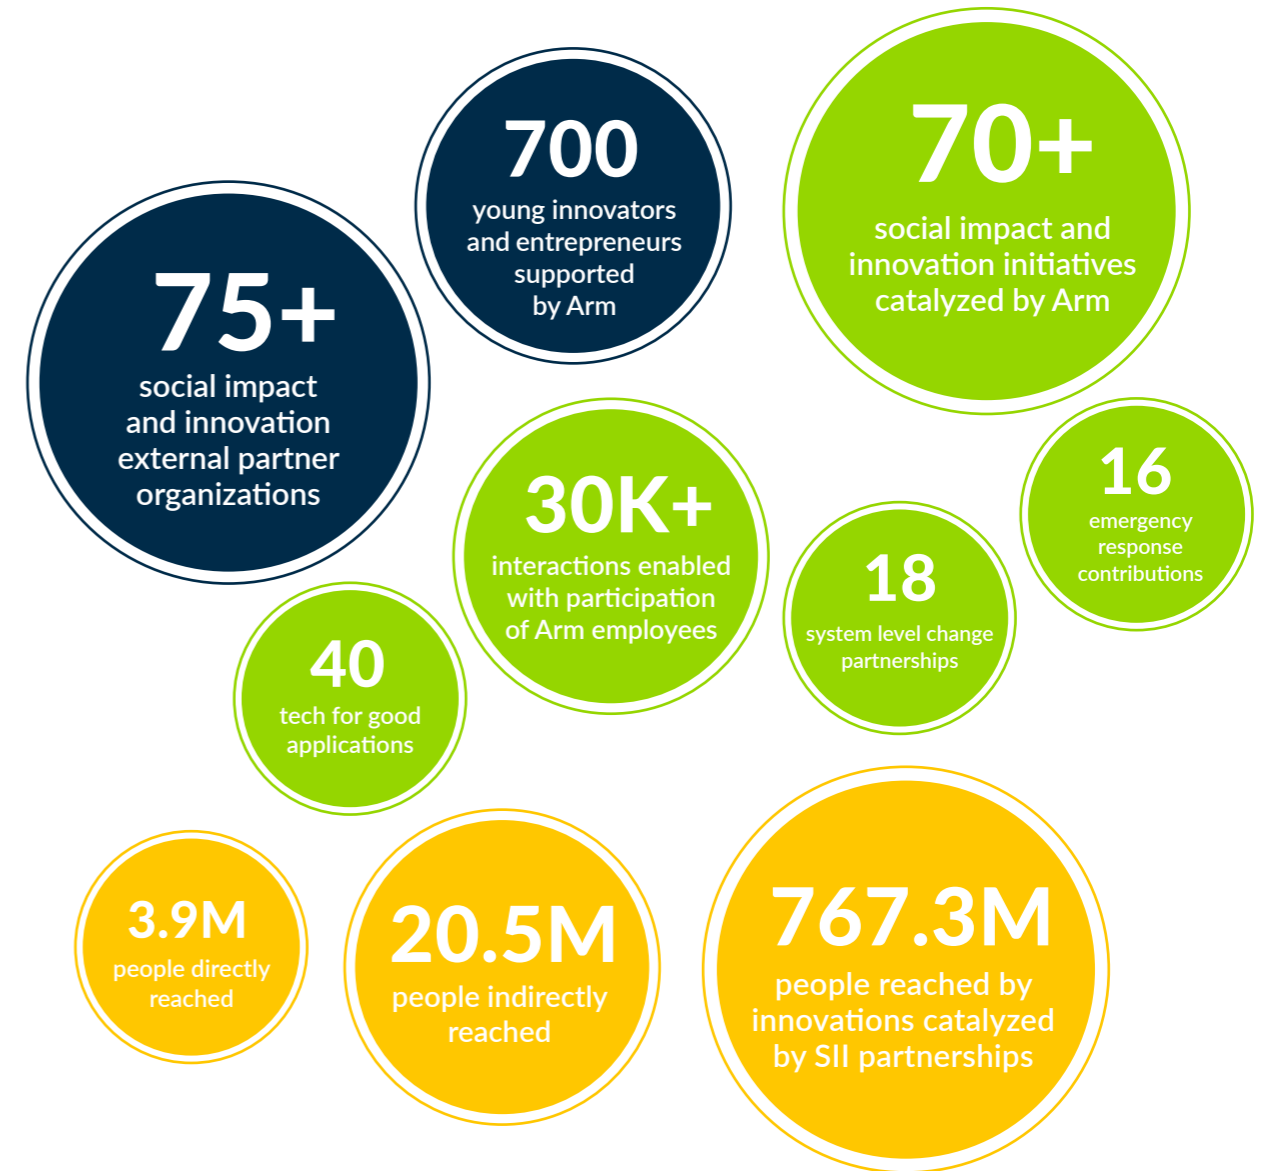 700
young innovators
and entrepreneurs
supported
by Arm
70+
social impact and
innovation initiatives
catalyzed by Arm
75+
social impact
and innovation
external partner
organizations
30K+
interactions enabled
with participation
of Arm employees
16
emergency
response
contributions
18
system level change
partnerships
40
tech for good
applications
3.9M
people directly
reached
20.5M
people indirectly
reached
767.3M
people reached by
innovations catalyzed
by SII partnerships